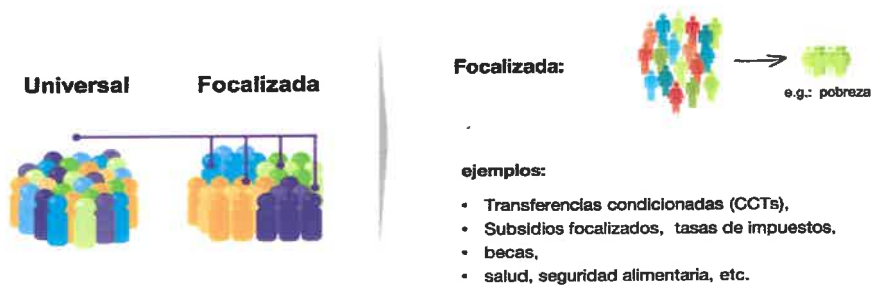 Universal
Focalizada
Focalizada:
e.g.: pobreza
ejemplos:
• Transferencias condicionadas (CCTs),
• Subsidios focalizados, tasas de impuestos,
• becas,
• salud, seguridad alimentaria, etc.